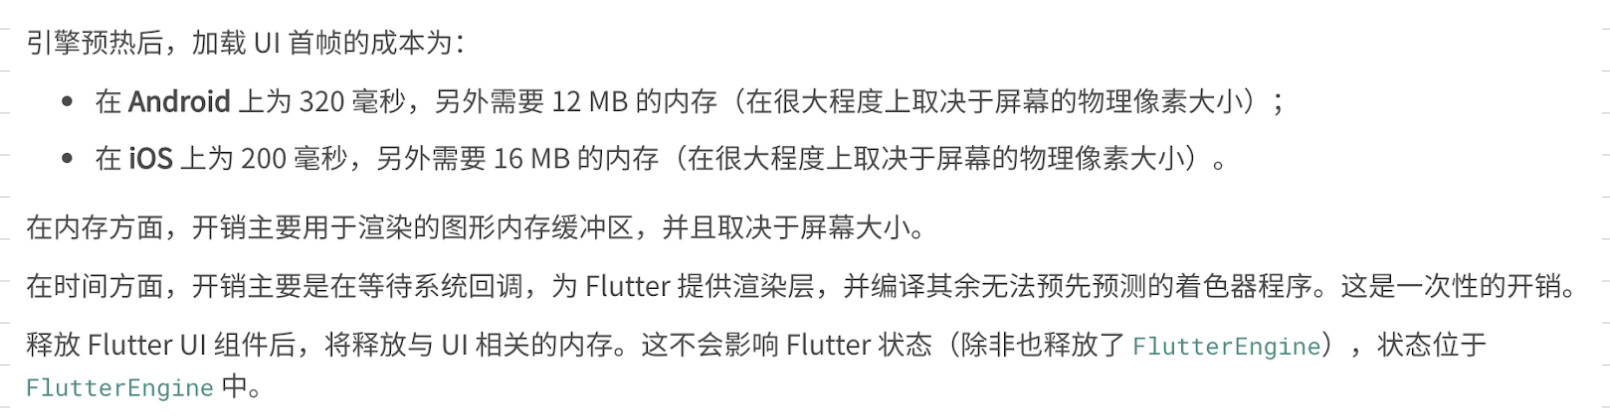 引擎预热后，加载 UI 首帧的成本为：
• 在 Android 上为 320 毫秒，另外需要 12 MB 的内存（在很大程度上取决于屏幕的物理像素大小）；
• 在 iOS 上为 200 毫秒，另外需要 16 MB 的内存（在很大程度上取决于屏幕的物理像素大小）。
在内存方面，开销主要用于渲染的图形内存缓冲区，并且取决于屏幕大小。
在时间方面，开销主要是在等待系统回调，为 Flutter 提供渲染层，并编译其余无法预先预测的着色器程序。这是一次性的开销。
释放 Flutter UI 组件后，将释放与 UI 相关的内存。这不会影响 Flutter 状态（除非也释放了 FlutterEngine），状态位于
FlutterEngine 中。